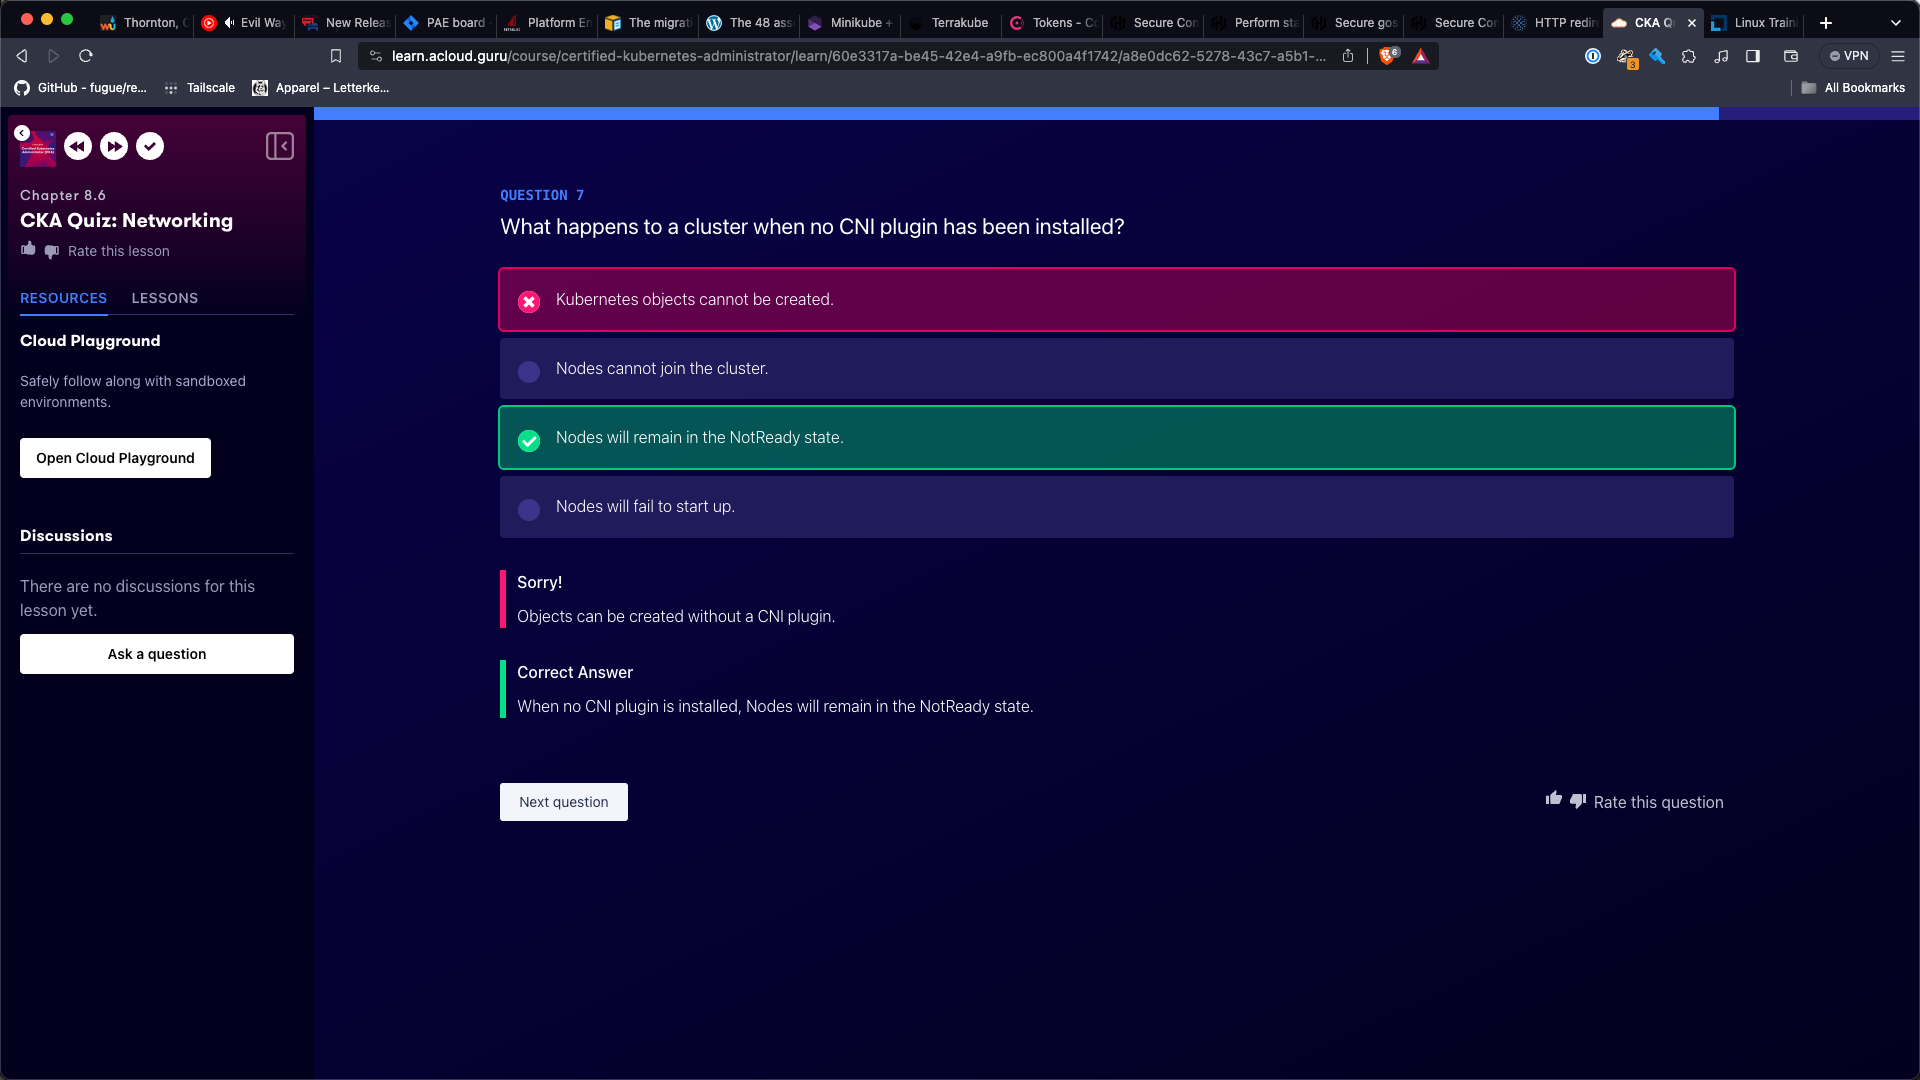 Thornton, C
Evil Way
New Releas
PAE board
Platform En
The migrati
The 48 ass
Minikube +
Terrakube
Tokens - Co
Secure Con
Perform sta
Secure gos
Secure Con
HTTP redir
CKA Q
Linux Traini
learn.acloud.guru/course/certified-kubernetes-administrator/learn/60e3317a-be45-42e4-a9fb-ec800a4f1742/a8e0dc62-5278-43c7-a5b1-...
6
3
VPN
GitHub - fugue/re...
Tailscale
Apparel – Letterke...
All Bookmarks
Chapter 8.6
CKA Quiz: Networking
Rate this lesson
RESOURCES
LESSONS
Cloud Playground
Safely follow along with sandboxed
environments.
Open Cloud Playground
Discussions
There are no discussions for this
lesson yet.
Ask a question
QUESTION 7
What happens to a cluster when no CNI plugin has been installed?
Kubernetes objects cannot be created.
Nodes cannot join the cluster.
Nodes will remain in the NotReady state.
Nodes will fail to start up.
Sorry!
Objects can be created without a CNI plugin.
Correct Answer
When no CNI plugin is installed, Nodes will remain in the NotReady state.
Next question
Rate this question